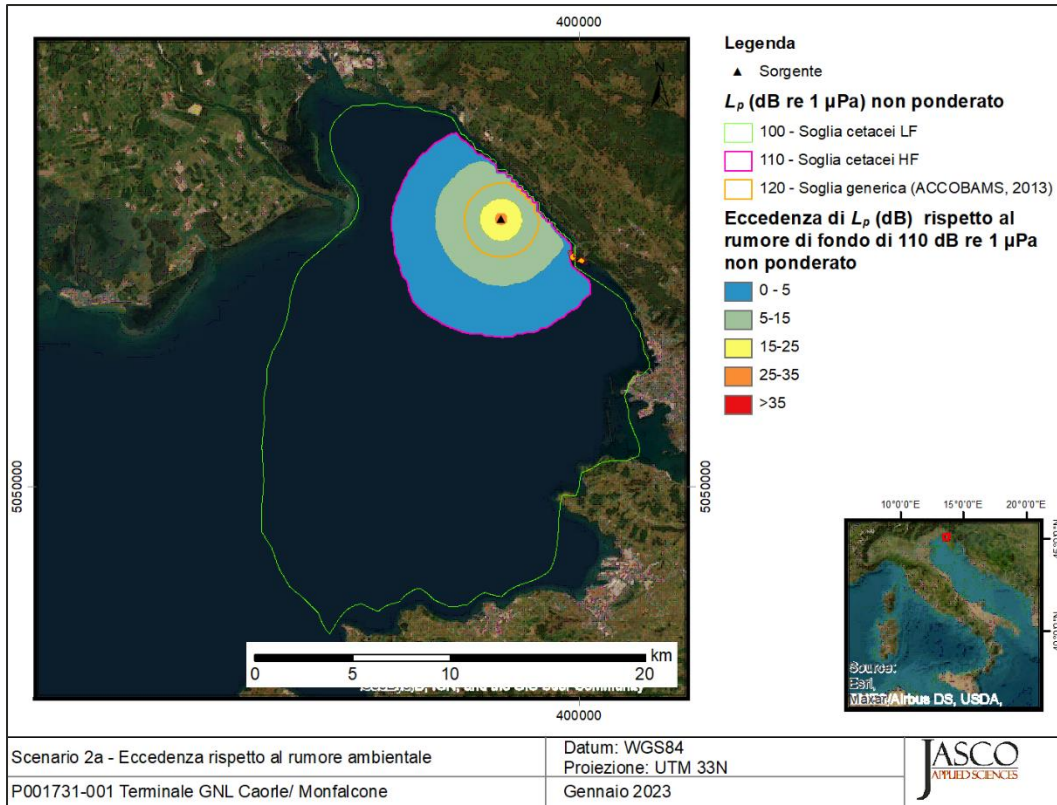 400000
N
5050000
5050000
0
5
10
20
km
400000
Legenda
Sorgente
Lp (dB re 1 µPa) non ponderato
100 - Soglia cetacei LF
110 - Soglia cetacei HF
120 - Soglia generica (ACCOBAMS, 2013)
Eccedenza di Lp (dB) rispetto al
rumore di fondo di 110 dB re 1 µPa
non ponderato
0 - 5
5-15
15-25
25-35
>35
10°0'0"E
15°0'0"E
20°0'0"E
Source:
Esri,
Maxar,
/Airbus DS, USDA,
Scenario 2a - Eccedenza rispetto al rumore ambientale
Datum: WGS84
Proiezione: UTM 33N
P001731-001 Terminale GNL Caorle/ Monfalcone
Gennaio 2023
JASCO
APPLIED SCIENCES